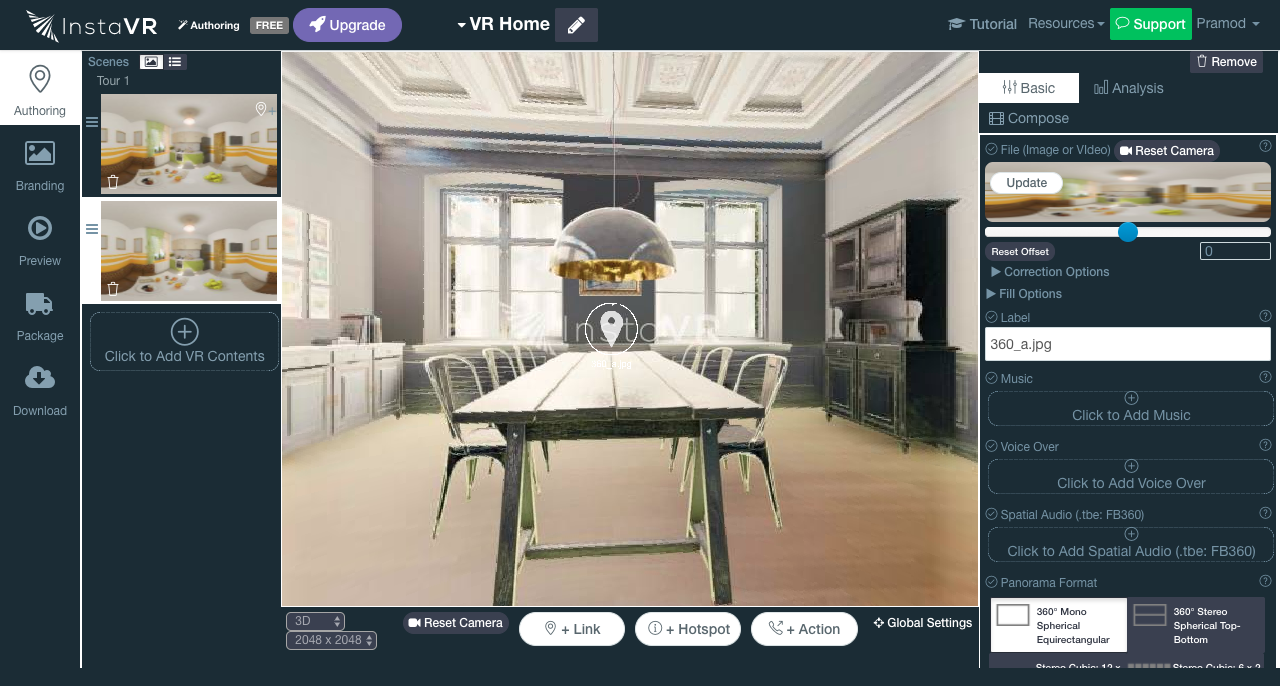 InstaVR
Authoring
FREE
Upgrade
VR Home
Tutorial
Resources
Support
Pramod
Authoring
Branding
Preview
Package
Download
Scenes
Tour 1
Click to Add VR Contents
InstaVR
360_a.jpg
3D
2048 x 2048
Reset Camera
+ Link
+ Hotspot
+ Action
Global Settings
Remove
Basic
Analysis
Compose
File (Image or VIdeo)
Reset Camera
Update
Reset Offset
0
Correction Options
Fill Options
Label
360_a.jpg
Music
Click to Add Music
Voice Over
Click to Add Voice Over
Spatial Audio (.tbe: FB360)
Click to Add Spatial Audio (.tbe: FB360)
Panorama Format
360° Mono
Spherical
Equirectangular
360° Stereo
Spherical Top-
Bottom
Stereo Cubic: 12 x
Stereo Cubic: 6 x 2